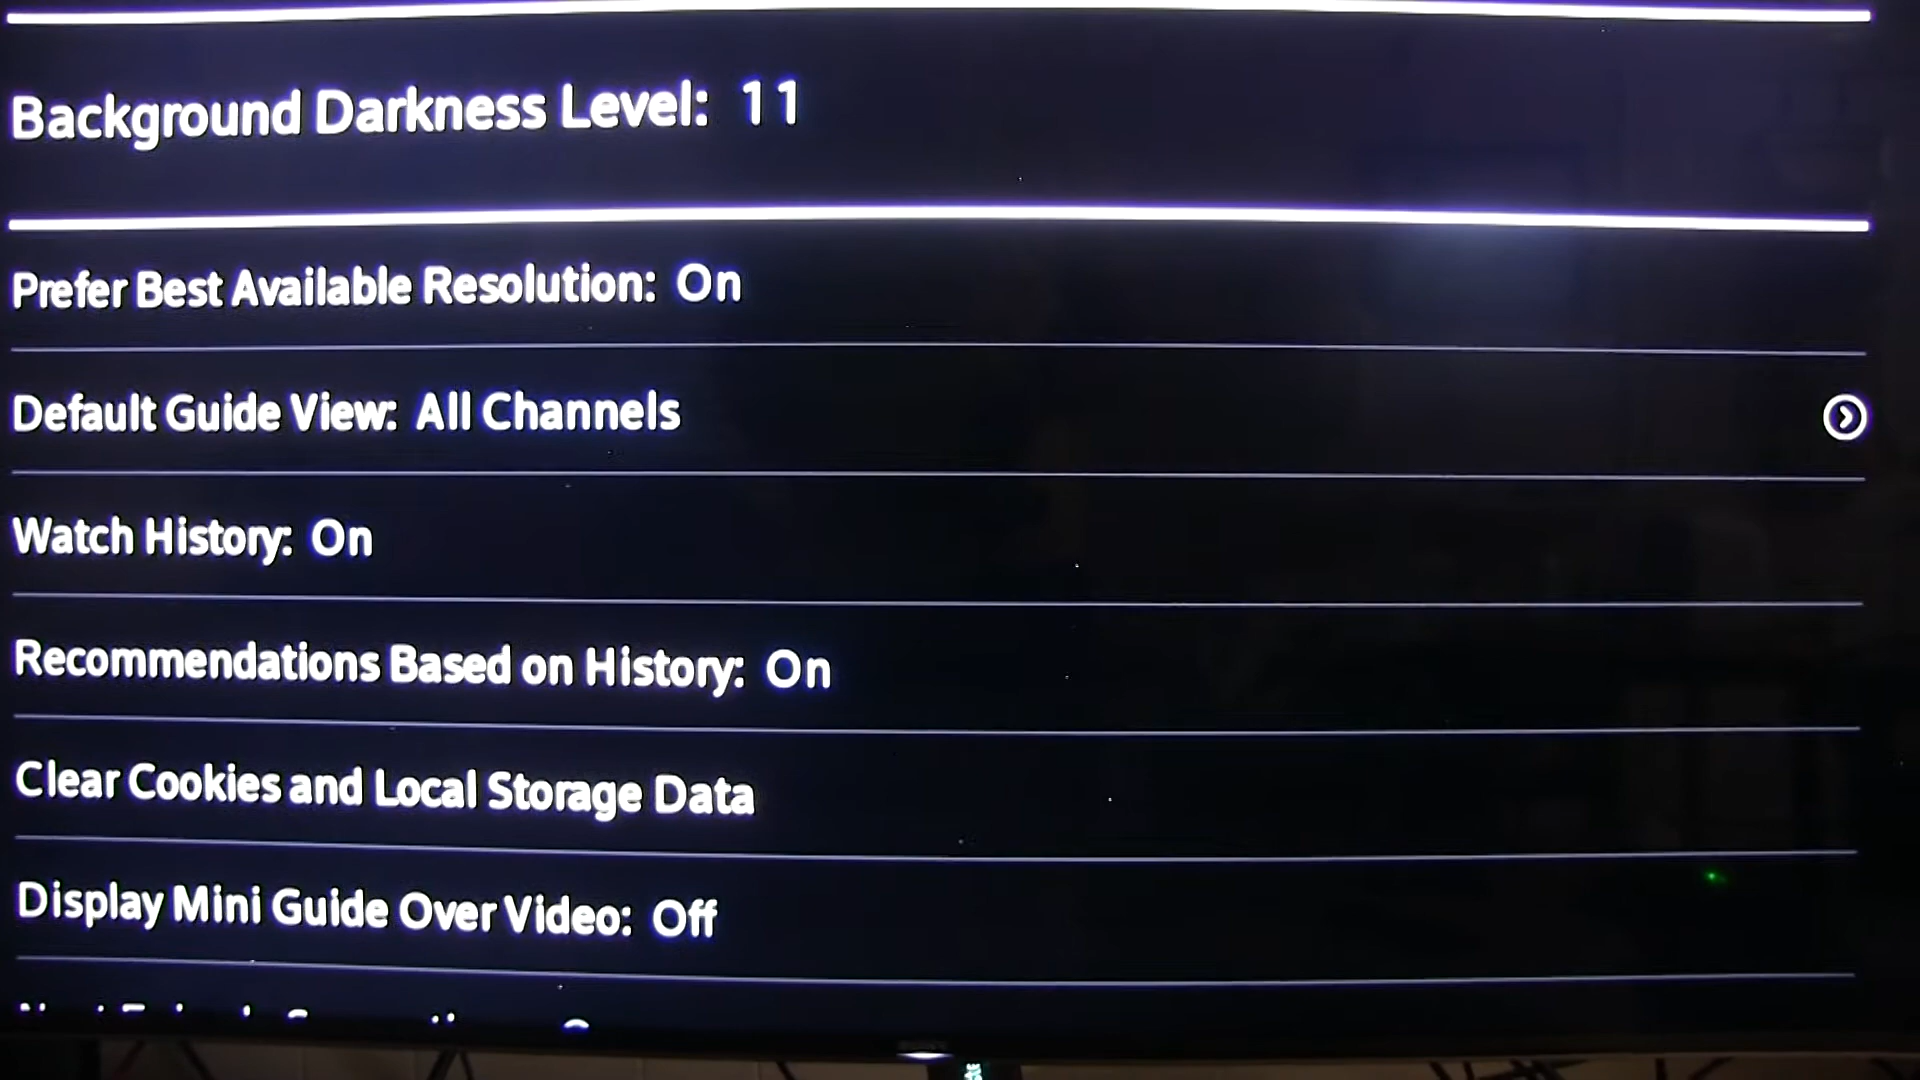 Background Darkness Level: 11
Prefer Best Available Resolution: On
Default Guide View: All Channels
Watch History: On
Recommendations Based on History: On
Clear Cookies and Local Storage Data
Display Mini Guide Over Video: Off